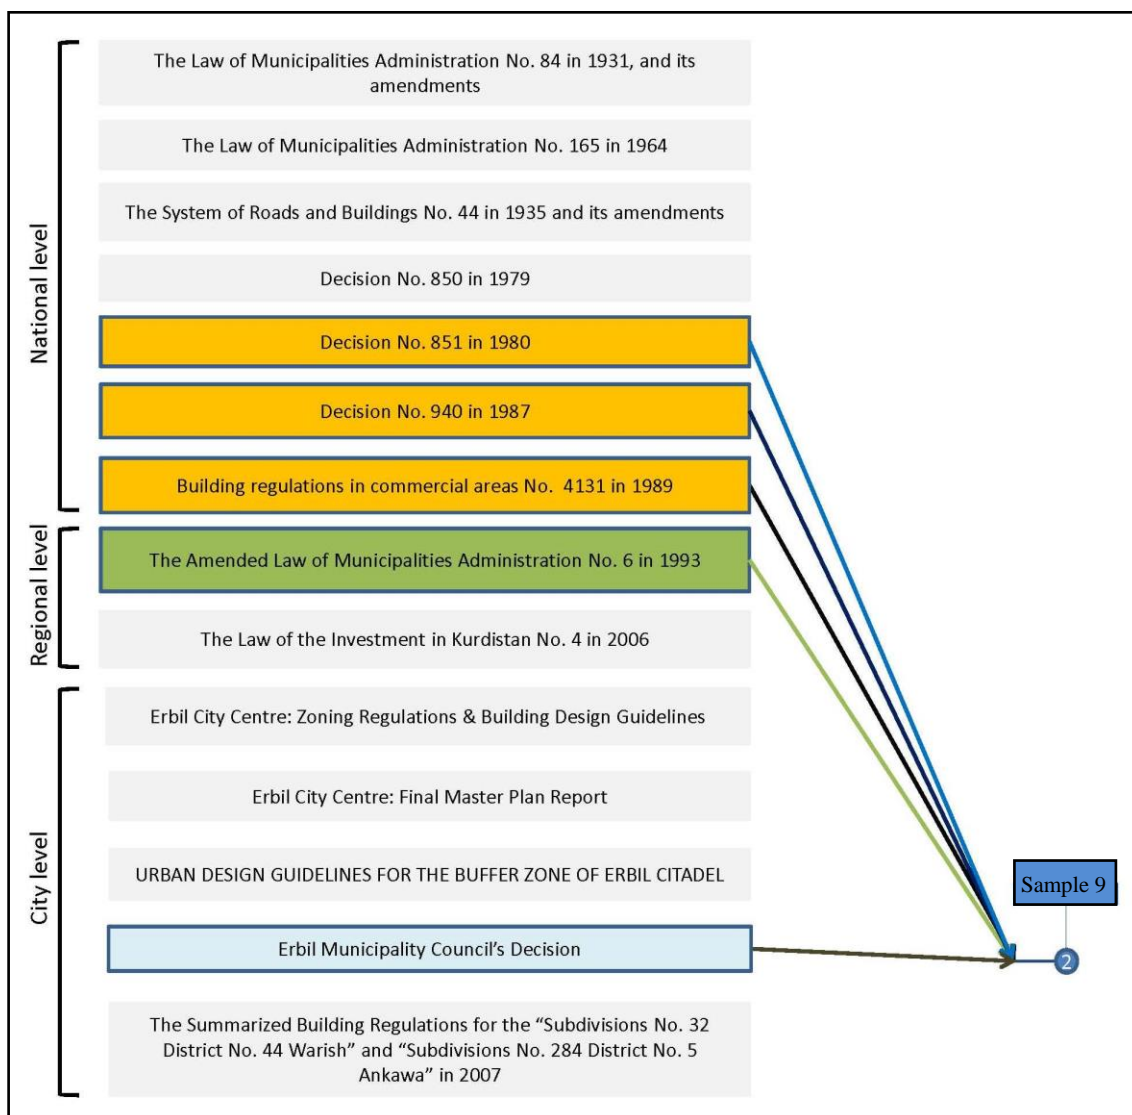 National level
The Law of Municipalities Administration No. 84 in 1931, and its
amendments
The Law of Municipalities Administration No. 165 in 1964
The System of Roads and Buildings No. 44 in 1935 and its amendments
Decision No. 850 in 1979
Decision No. 851 in 1980
Decision No. 940 in 1987
Building regulations in commercial areas No. 4131 in 1989
Regional level
The Amended Law of Municipalities Administration No. 6 in 1993
The Law of the Investment in Kurdistan No. 4 in 2006
City level
Erbil City Centre: Zoning Regulations & Building Design Guidelines
Erbil City Centre: Final Master Plan Report
URBAN DESIGN GUIDELINES FOR THE BUFFER ZONE OF ERBIL CITADEL
Erbil Municipality Council’s Decision
The Summarized Building Regulations for the “Subdivisions No. 32
District No. 44 Warish” and “Subdivisions No. 284 District No. 5
Ankawa” in 2007
Sample 9
2